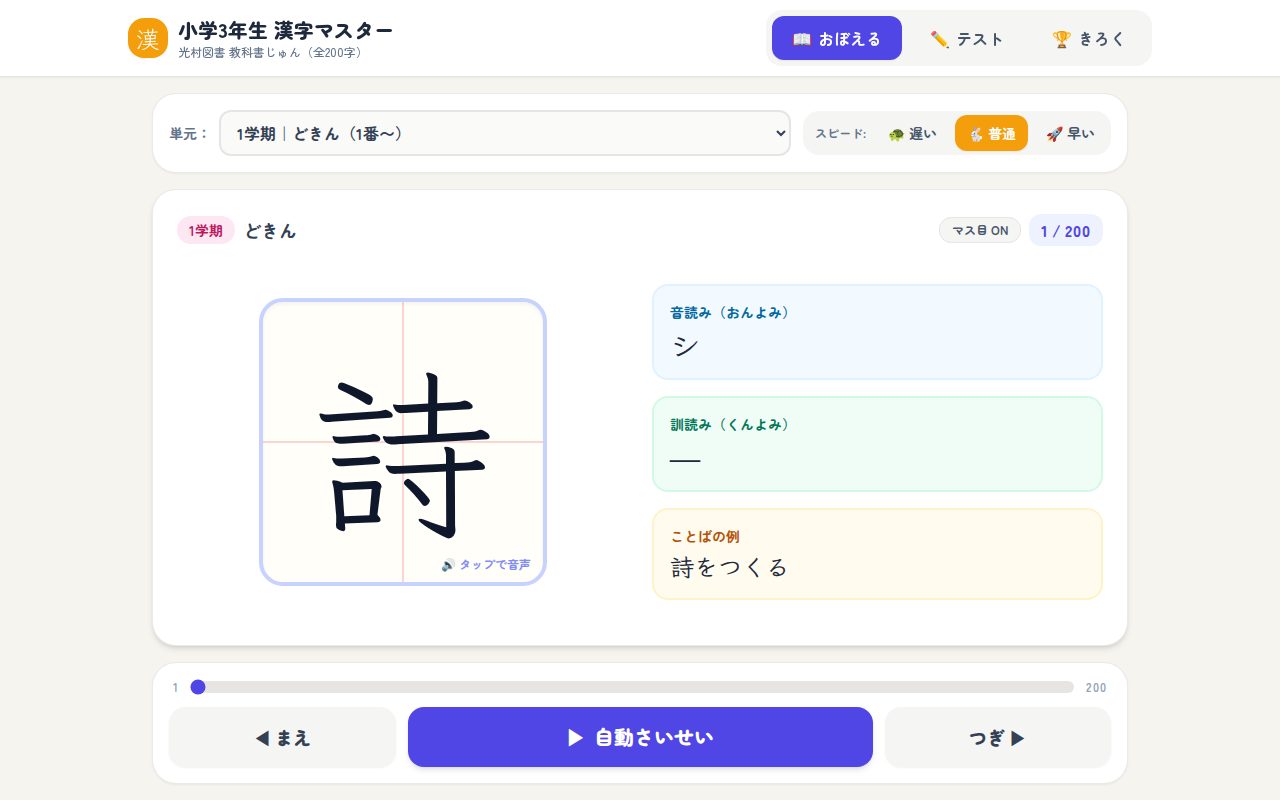 漢 小学3年生 漢字マスター
光村図書 教科書じゅん（全200字）
📖 おぼえる ✏️ テスト 🏆 きろく
単元： 1学期｜どきん（1番〜） スピード: 🐢 遅い 🐇 普通 🚀 早い
1学期 どきん マス目 ON 1 / 200
詩
🔊 タップで音声
音読み（おんよみ）
シ
訓読み（くんよみ）
―
ことばの例
詩をつくる
1 200
◀ まえ ▶ 自動さいせい つぎ ▶